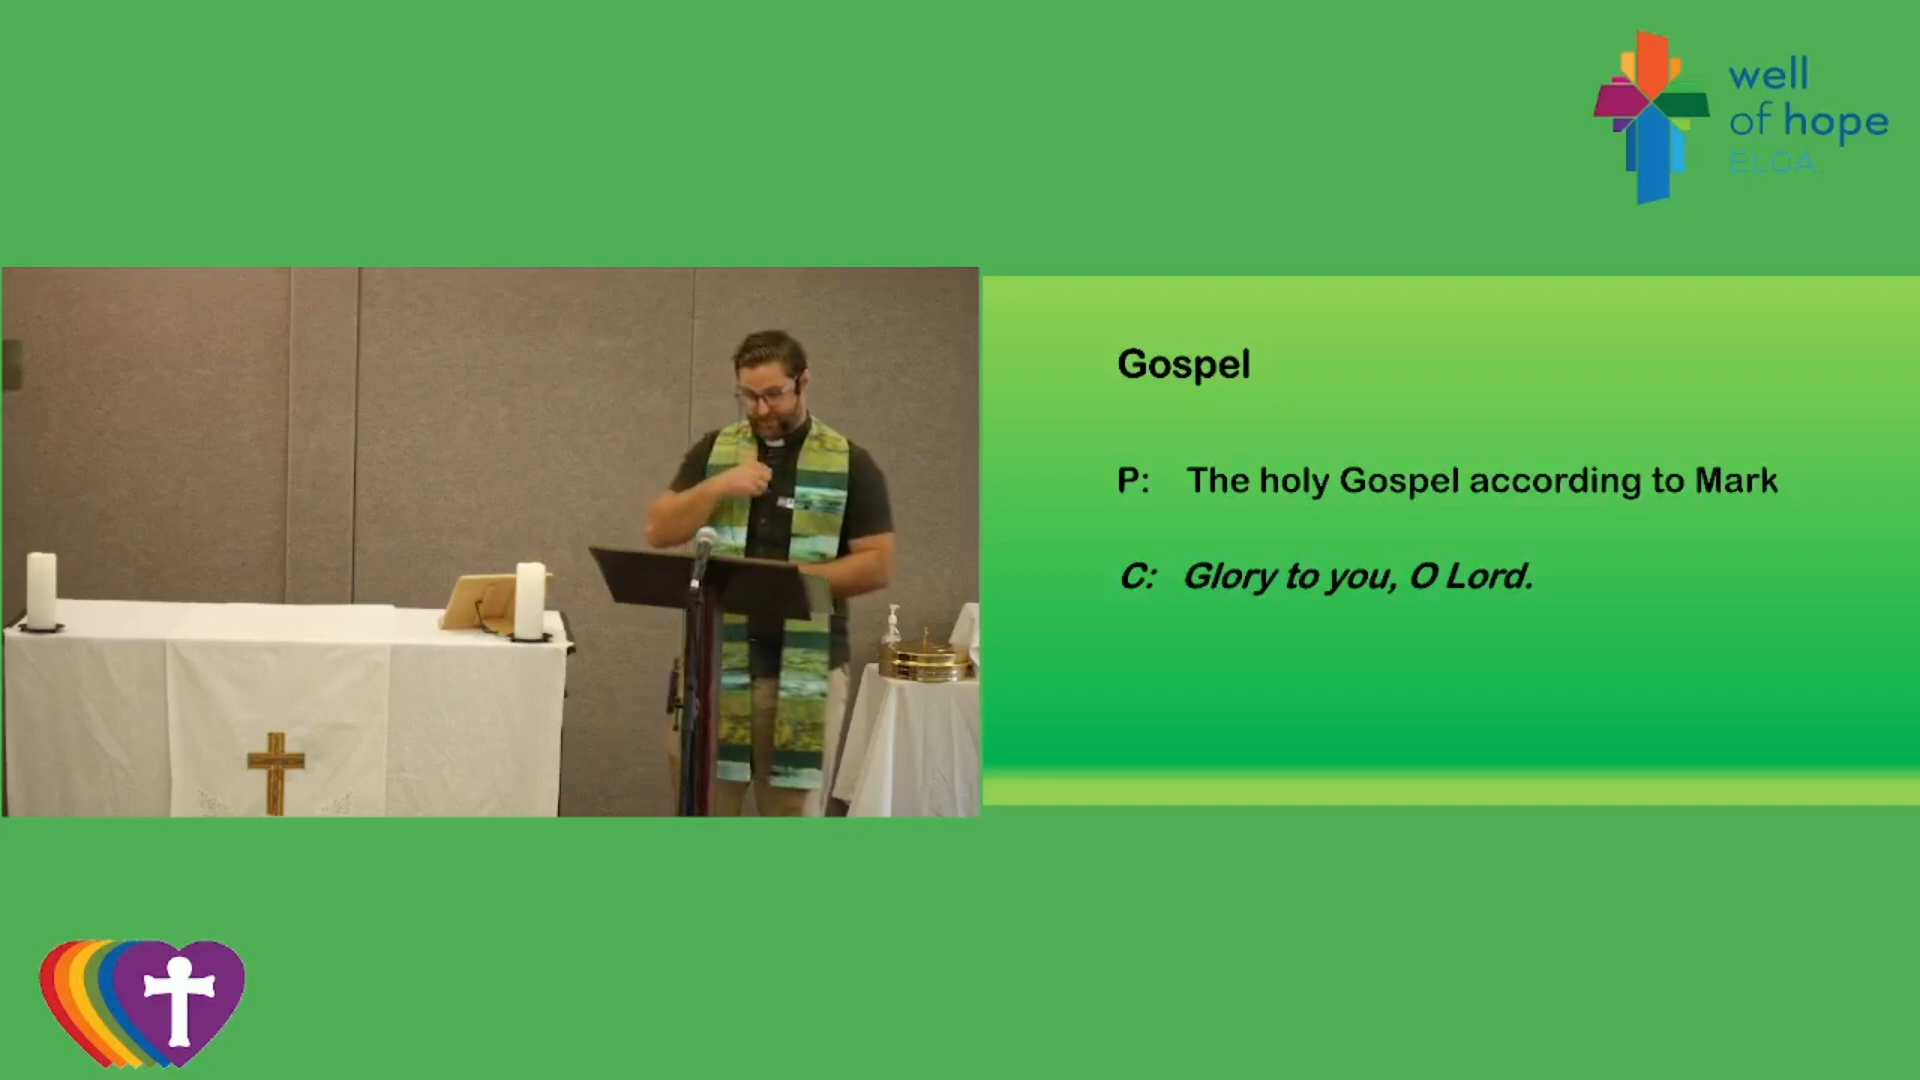 well
of hope
ELCA
Gospel
P: The holy Gospel according to Mark
C: Glory to you, O Lord.